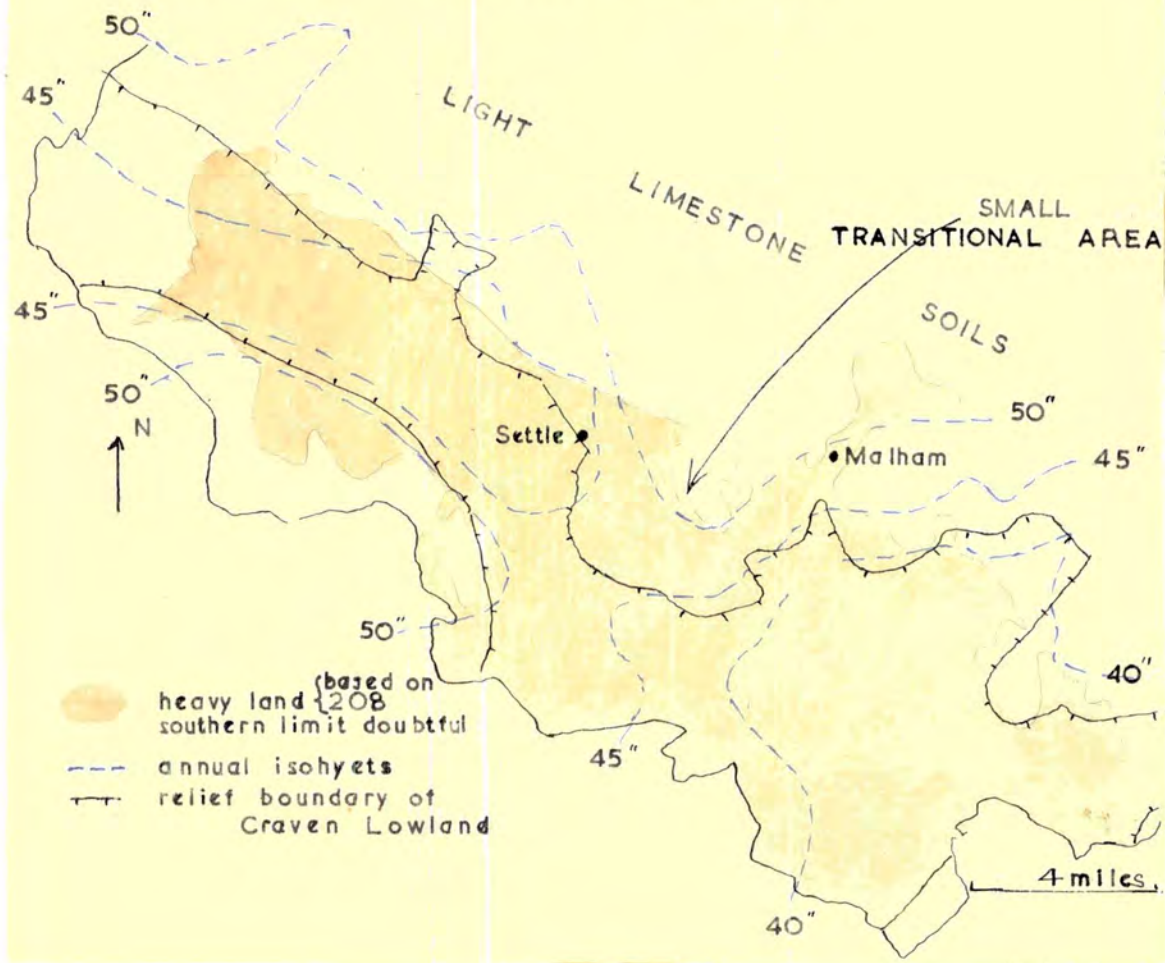 50"
45"
LIGHT
LIMESTONE
SMALL
TRANSITIONAL AREA
SOILS
45"
50"
N
50"
Settle
Malham
45"
50"
40"
heavy land {based on
{208
southern limit doubtful
annual isohyets
relief boundary of
Craven Lowland
45"
40"
4 miles.